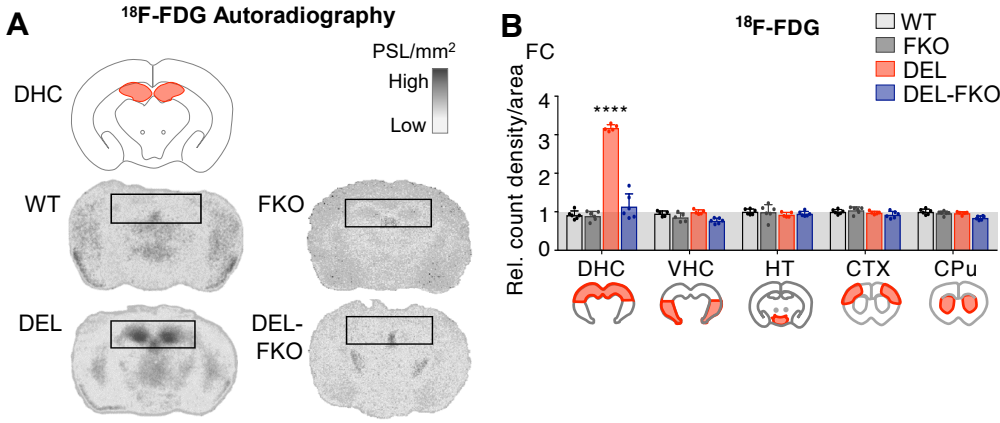 A
¹⁸F-FDG Autoradiography
PSL/mm²
High
Low
DHC
WT
FKO
DEL
DEL-
FKO
B
¹⁸F-FDG
WT
FKO
DEL
DEL-FKO
FC
Rel. count density/area
4
3
2
1
0
****
DHC VHC HT CTX CPu